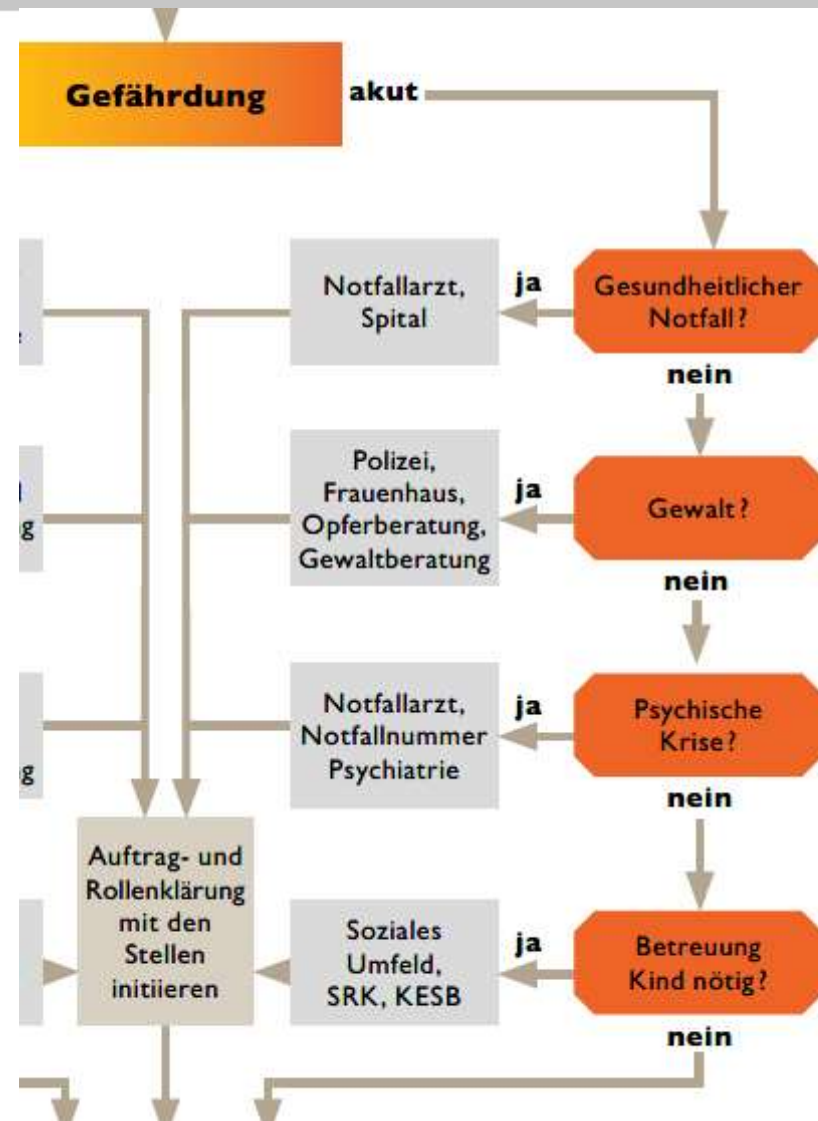 Gefährdung
akut
Notfallarzt,
Spital
ja
Gesundheitlicher
Notfall?
nein
Polizei,
Frauenhaus,
Opferberatung,
Gewaltberatung
ja
Gewalt?
nein
g
Notfallarzt,
Notfallnummer
Psychiatrie
ja
Psychische
Krise?
nein
g
Auftrag- und
Rollenklärung
mit den
Stellen
initiieren
Soziales
Umfeld,
SRK, KESB
ja
Betreuung
Kind nötig?
nein